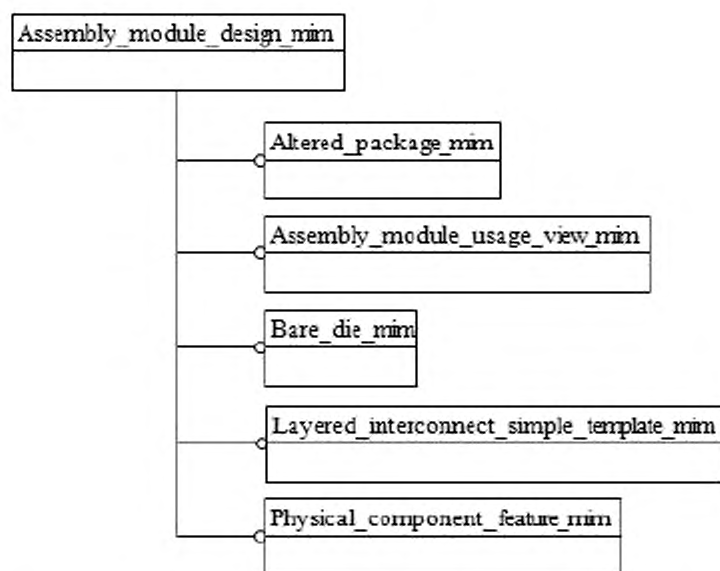 Assembly_module_design_mim
Altered_package_mim
Assembly_module_usage_view_mim
Bare_die_mim
Layered_interconnect_simple_template_mim
Physical_component_feature_mim